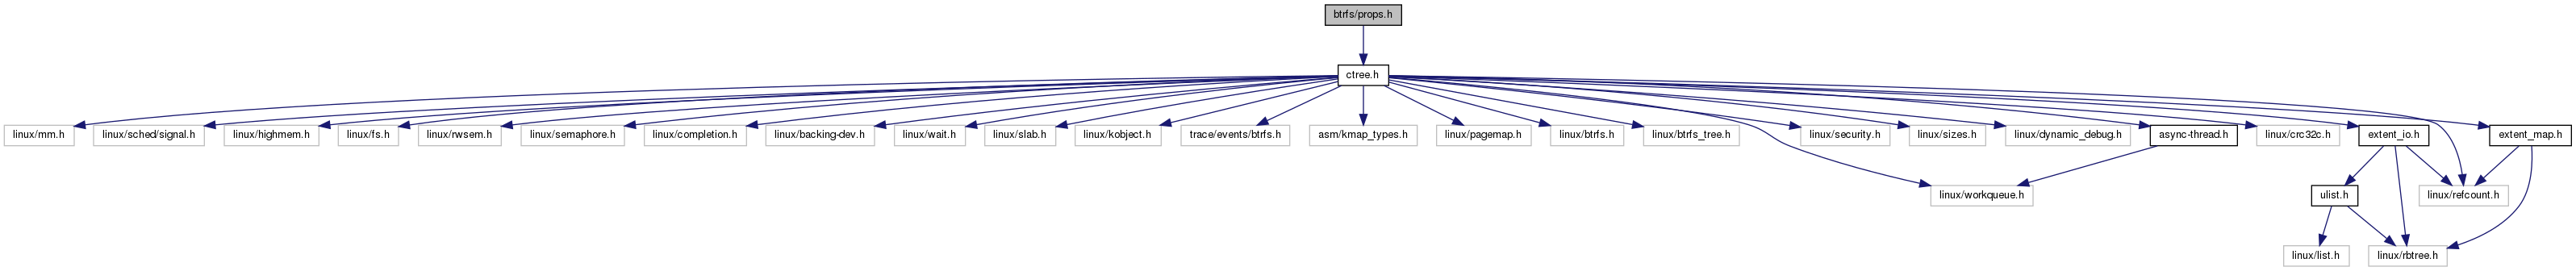 btrfs/props.h
ctree.h
linux/mm.h
linux/sched/signal.h
linux/highmem.h
linux/fs.h
linux/rwsem.h
linux/semaphore.h
linux/completion.h
linux/backing-dev.h
linux/wait.h
linux/slab.h
linux/kobject.h
trace/events/btrfs.h
asm/kmap_types.h
linux/pagemap.h
linux/btrfs.h
linux/btrfs_tree.h
linux/security.h
linux/sizes.h
linux/dynamic_debug.h
async-thread.h
linux/crc32c.h
extent_io.h
extent_map.h
linux/workqueue.h
ulist.h
linux/refcount.h
linux/list.h
linux/rbtree.h